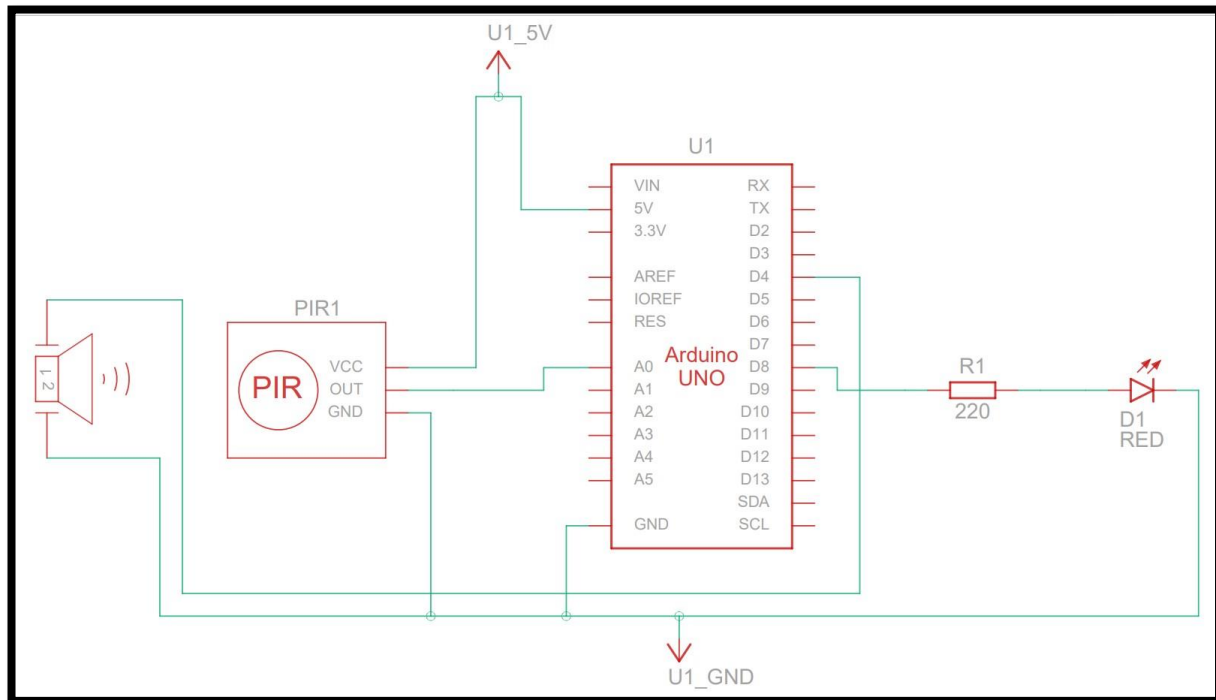 U1_5V
U1
VIN
5V
3.3V
AREF
IOREF
RES
A0
A1
A2
A3
A4
A5
GND
Arduino
UNO
RX
TX
D2
D3
D4
D5
D6
D7
D8
D9
D10
D11
D12
D13
SDA
SCL
PIR1
PIR
VCC
OUT
GND
1 2
R1
220
D1
RED
U1_GND